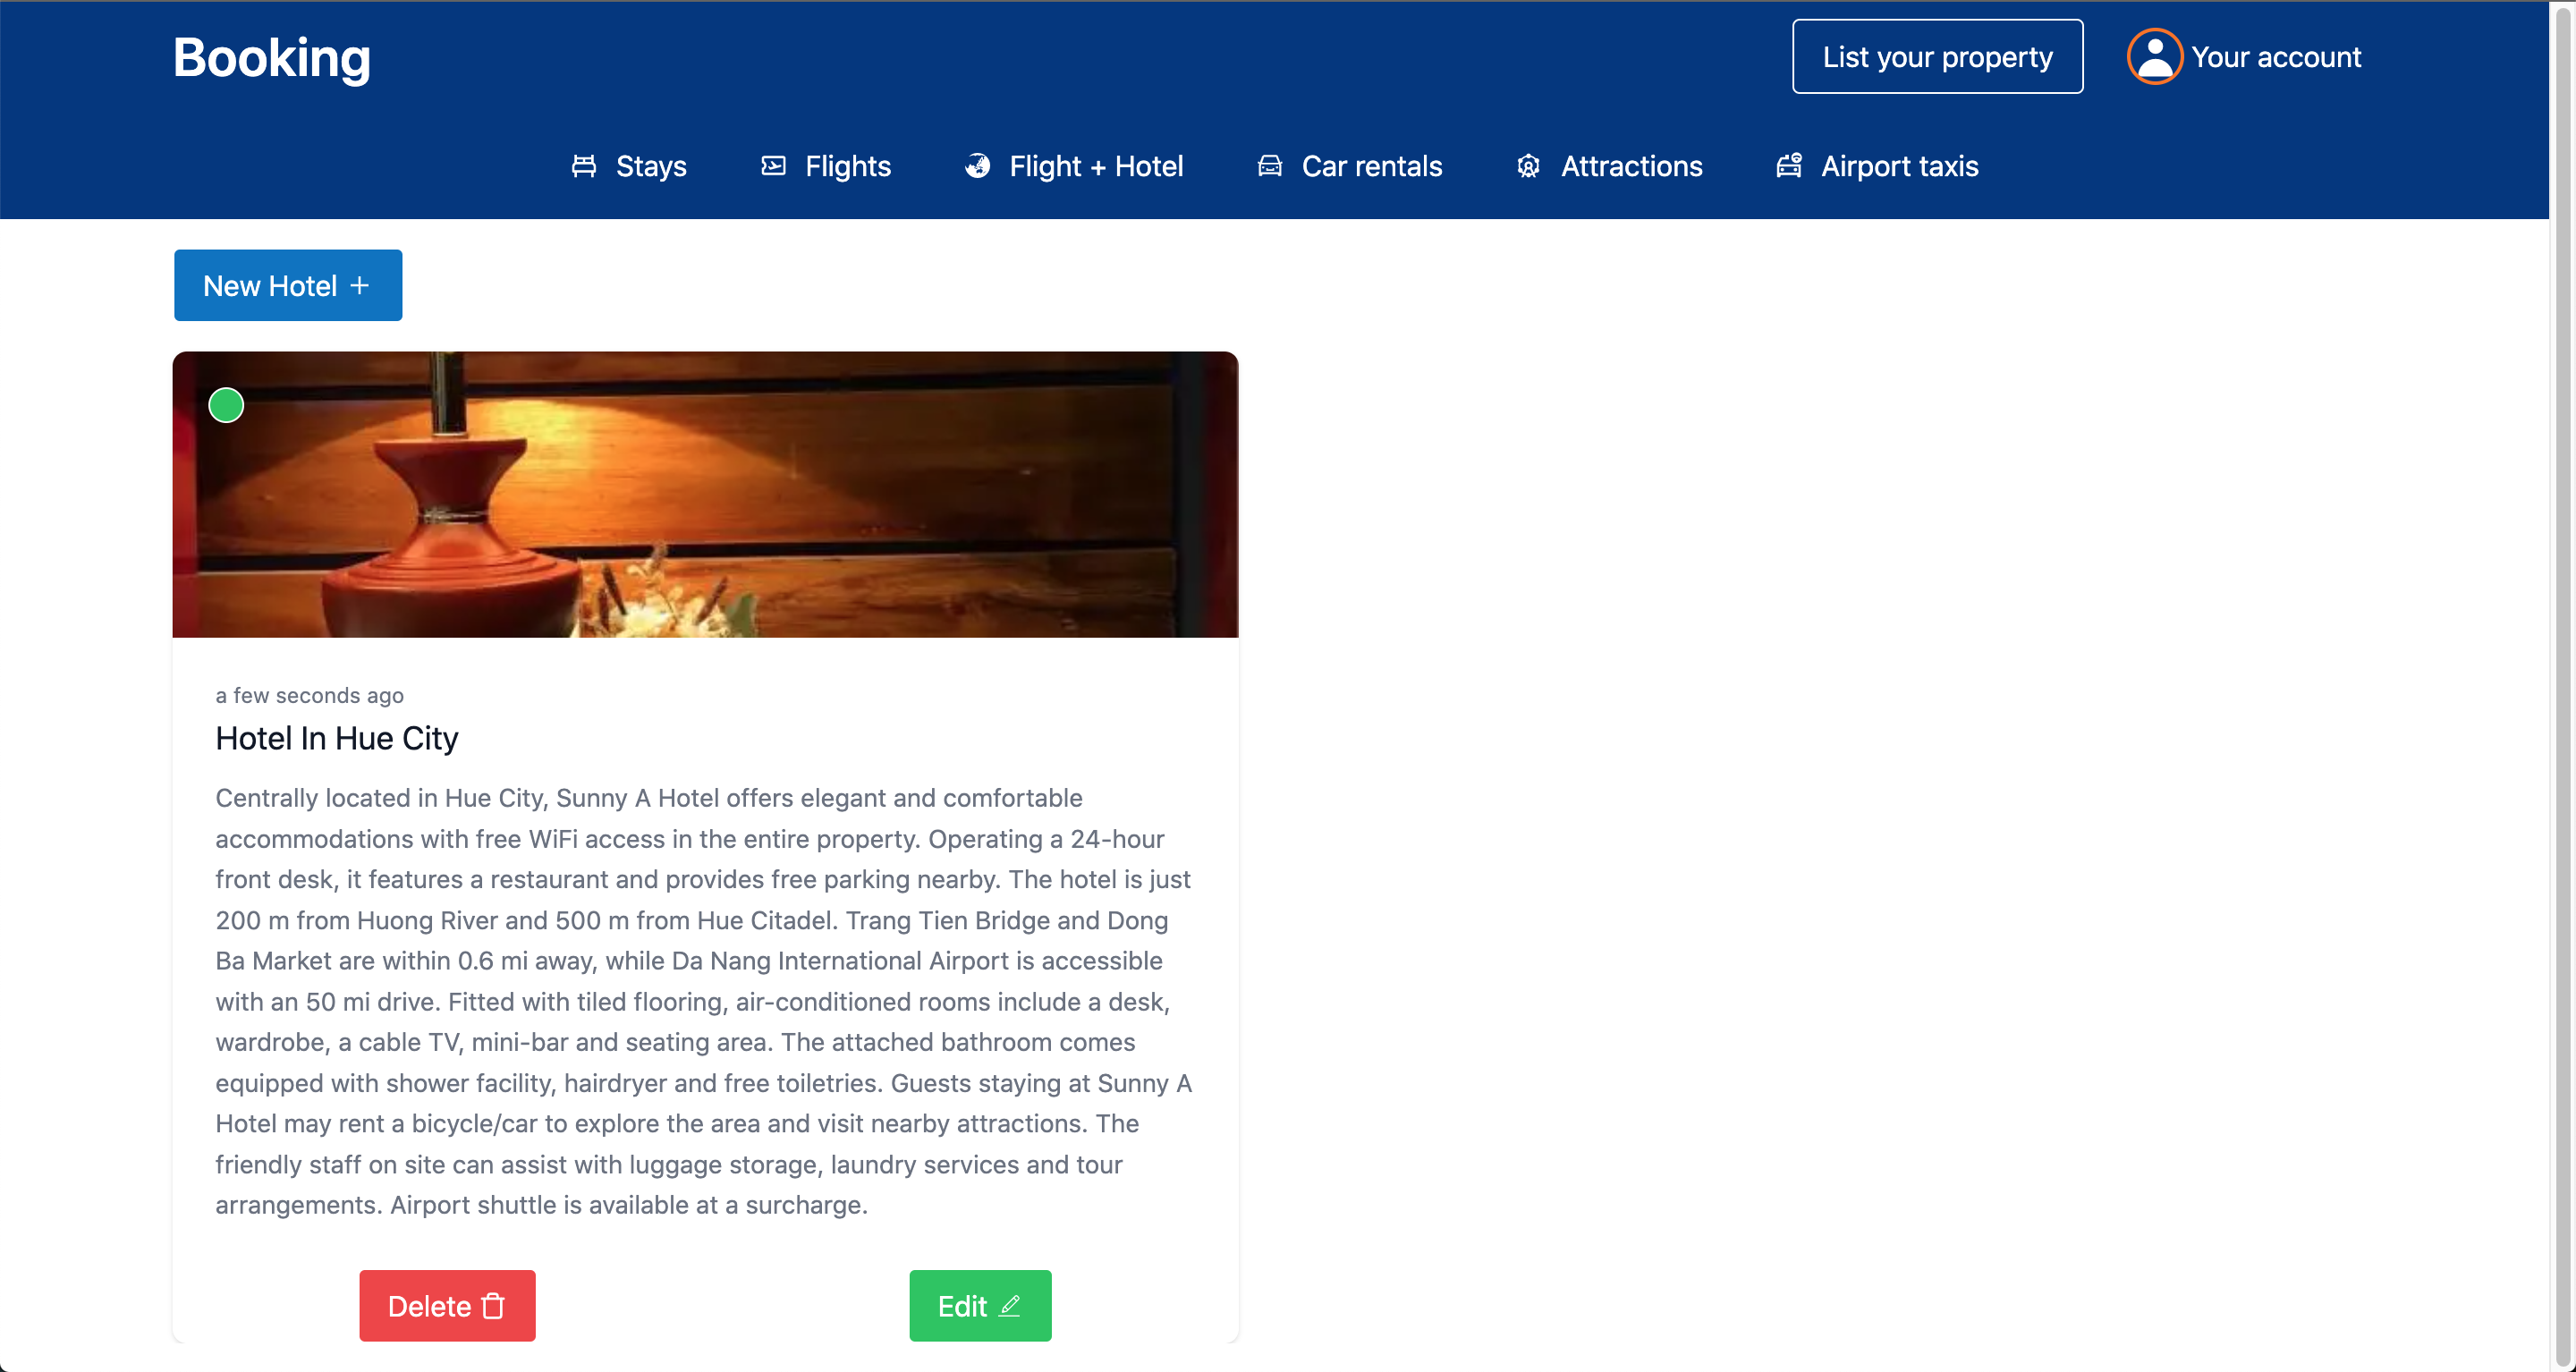 Booking
List your property
Your account
Stays
Flights
Flight + Hotel
Car rentals
Attractions
Airport taxis
New Hotel +
a few seconds ago
Hotel In Hue City
Centrally located in Hue City, Sunny A Hotel offers elegant and comfortable
accommodations with free WiFi access in the entire property. Operating a 24-hour
front desk, it features a restaurant and provides free parking nearby. The hotel is just
200 m from Huong River and 500 m from Hue Citadel. Trang Tien Bridge and Dong
Ba Market are within 0.6 mi away, while Da Nang International Airport is accessible
with an 50 mi drive. Fitted with tiled flooring, air-conditioned rooms include a desk,
wardrobe, a cable TV, mini-bar and seating area. The attached bathroom comes
equipped with shower facility, hairdryer and free toiletries. Guests staying at Sunny A
Hotel may rent a bicycle/car to explore the area and visit nearby attractions. The
friendly staff on site can assist with luggage storage, laundry services and tour
arrangements. Airport shuttle is available at a surcharge.
Delete
Edit